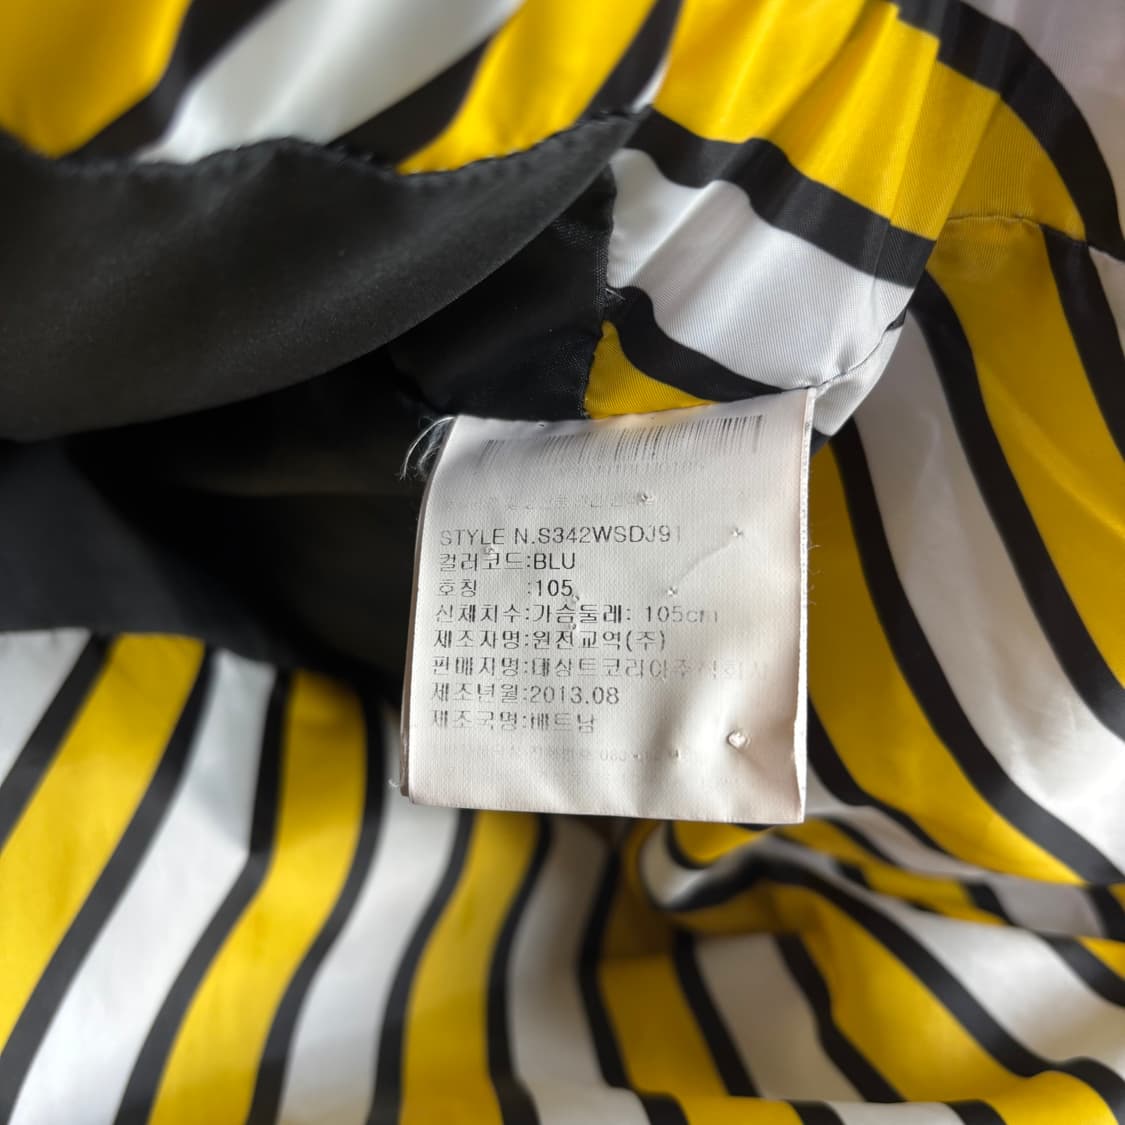 STYLE N.S342WSDJ91
컬러코드:BLU
호칭 :105
신체치수:가슴둘레: 105cm
제조자명:원전교역(주)
판매자명:데상트코리아주식회사
제조년월:2013.08
제조국명:베트남